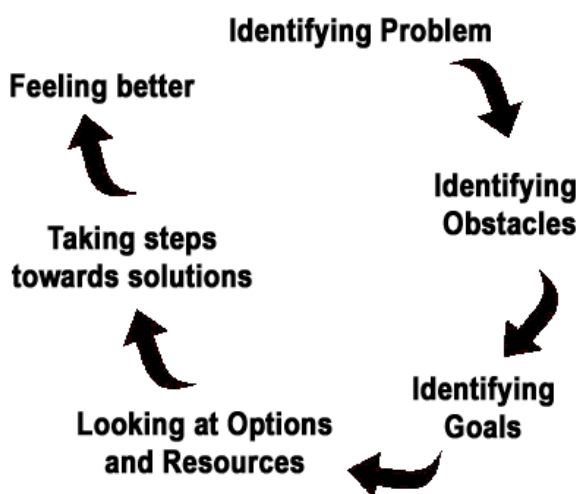 Identifying Problem
Identifying
Obstacles
Identifying
Goals
Looking at Options
and Resources
Taking steps
towards solutions
Feeling better